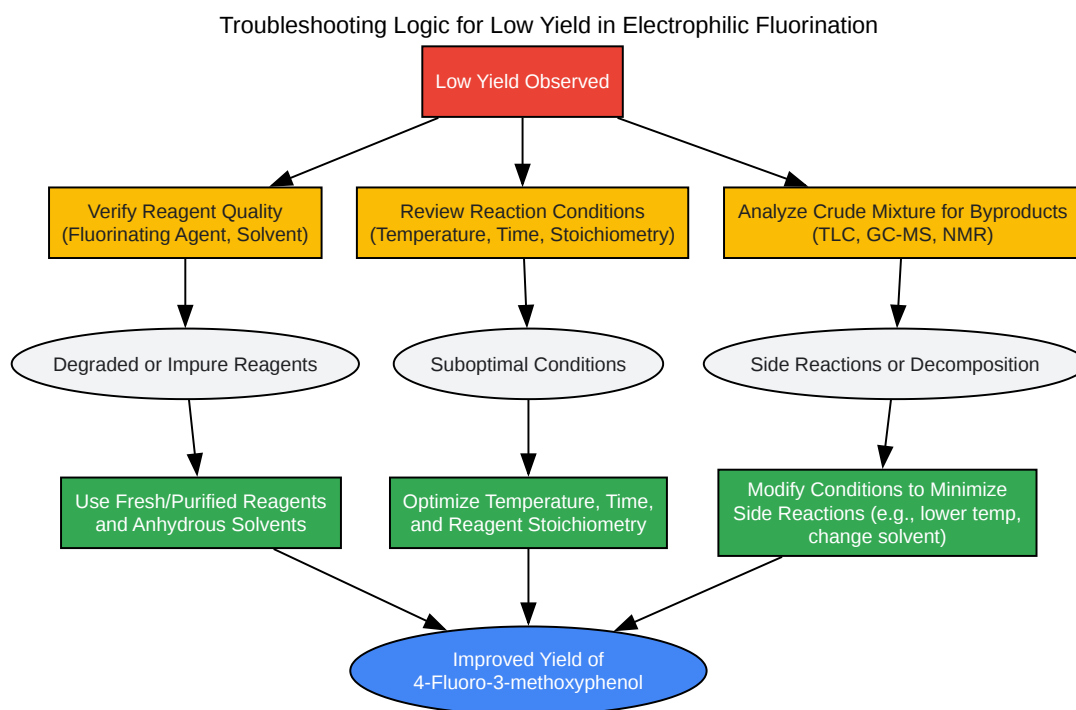 Troubleshooting Logic for Low Yield in Electrophilic Fluorination
Low Yield Observed
Verify Reagent Quality
(Fluorinating Agent, Solvent)
Review Reaction Conditions
(Temperature, Time, Stoichiometry)
Analyze Crude Mixture for Byproducts
(TLC, GC-MS, NMR)
Degraded or Impure Reagents
Suboptimal Conditions
Side Reactions or Decomposition
Use Fresh/Purified Reagents
and Anhydrous Solvents
Optimize Temperature, Time,
and Reagent Stoichiometry
Modify Conditions to Minimize
Side Reactions (e.g., lower temp,
change solvent)
Improved Yield of
4-Fluoro-3-methoxyphenol